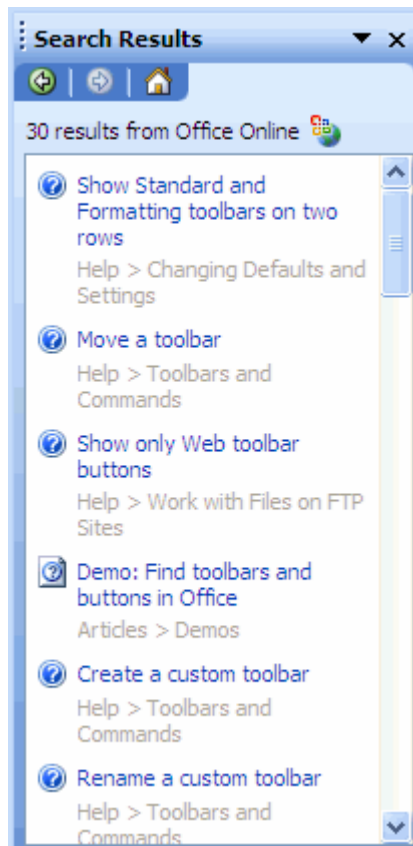 Search Results
30 results from Office Online
Show Standard and
Formatting toolbars on two
rows
Help > Changing Defaults and
Settings
Move a toolbar
Help > Toolbars and
Commands
Show only Web toolbar
buttons
Help > Work with Files on FTP
Sites
Demo: Find toolbars and
buttons in Office
Articles > Demos
Create a custom toolbar
Help > Toolbars and
Commands
Rename a custom toolbar
Help > Toolbars and
Commands